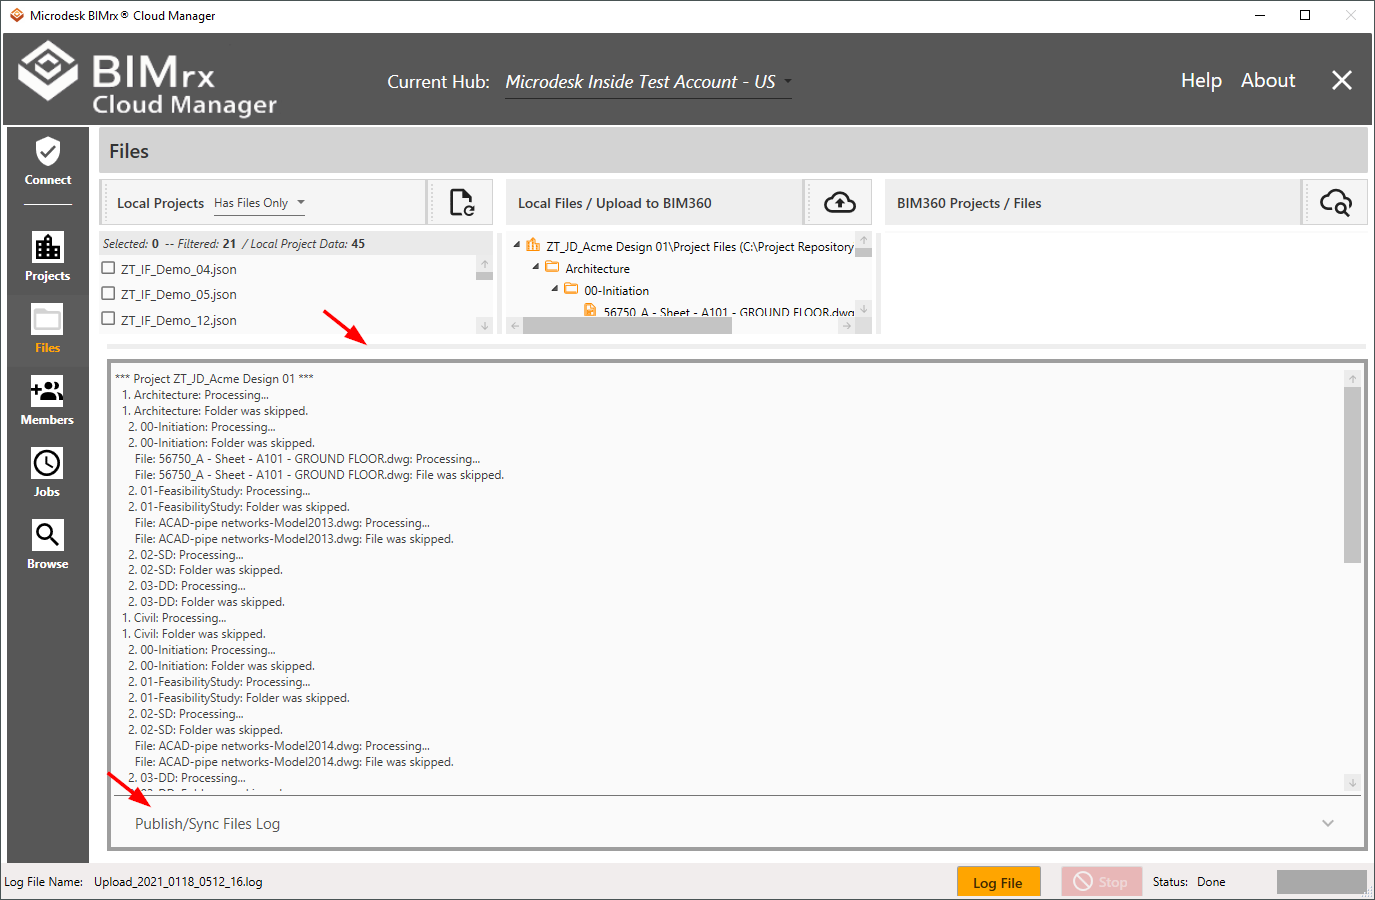 Microdesk BIMrx® Cloud Manager
BIMrx
Cloud Manager
Current Hub: Microdesk Inside Test Account - US
Help About
Connect
Projects
Files
Members
Jobs
Browse
Files
Local Projects Has Files Only
Local Files / Upload to BIM360
BIM360 Projects / Files
Selected: 0 -- Filtered: 21 / Local Project Data: 45
ZT_IF_Demo_04.json
ZT_IF_Demo_05.json
ZT_IF_Demo_12.json
ZT_JD_Acme Design 01\Project Files (C:\Project Repository
Architecture
00-Initiation
56750_A - Sheet - A101 - GROUND FLOOR.dwg
*** Project ZT_JD_Acme Design 01 ***
1. Architecture: Processing...
1. Architecture: Folder was skipped.
2. 00-Initiation: Processing...
2. 00-Initiation: Folder was skipped.
File: 56750_A - Sheet - A101 - GROUND FLOOR.dwg: Processing...
File: 56750_A - Sheet - A101 - GROUND FLOOR.dwg: File was skipped.
2. 01-FeasibilityStudy: Processing...
2. 01-FeasibilityStudy: Folder was skipped.
File: ACAD-pipe networks-Model2013.dwg: Processing...
File: ACAD-pipe networks-Model2013.dwg: File was skipped.
2. 02-SD: Processing...
2. 02-SD: Folder was skipped.
2. 03-DD: Processing...
2. 03-DD: Folder was skipped.
1. Civil: Processing...
1. Civil: Folder was skipped.
2. 00-Initiation: Processing...
2. 00-Initiation: Folder was skipped.
2. 01-FeasibilityStudy: Processing...
2. 01-FeasibilityStudy: Folder was skipped.
2. 02-SD: Processing...
2. 02-SD: Folder was skipped.
File: ACAD-pipe networks-Model2014.dwg: Processing...
File: ACAD-pipe networks-Model2014.dwg: File was skipped.
2. 03-DD: Processing...
Publish/Sync Files Log
Log File Name: Upload_2021_0118_0512_16.log
Log File
Stop
Status: Done